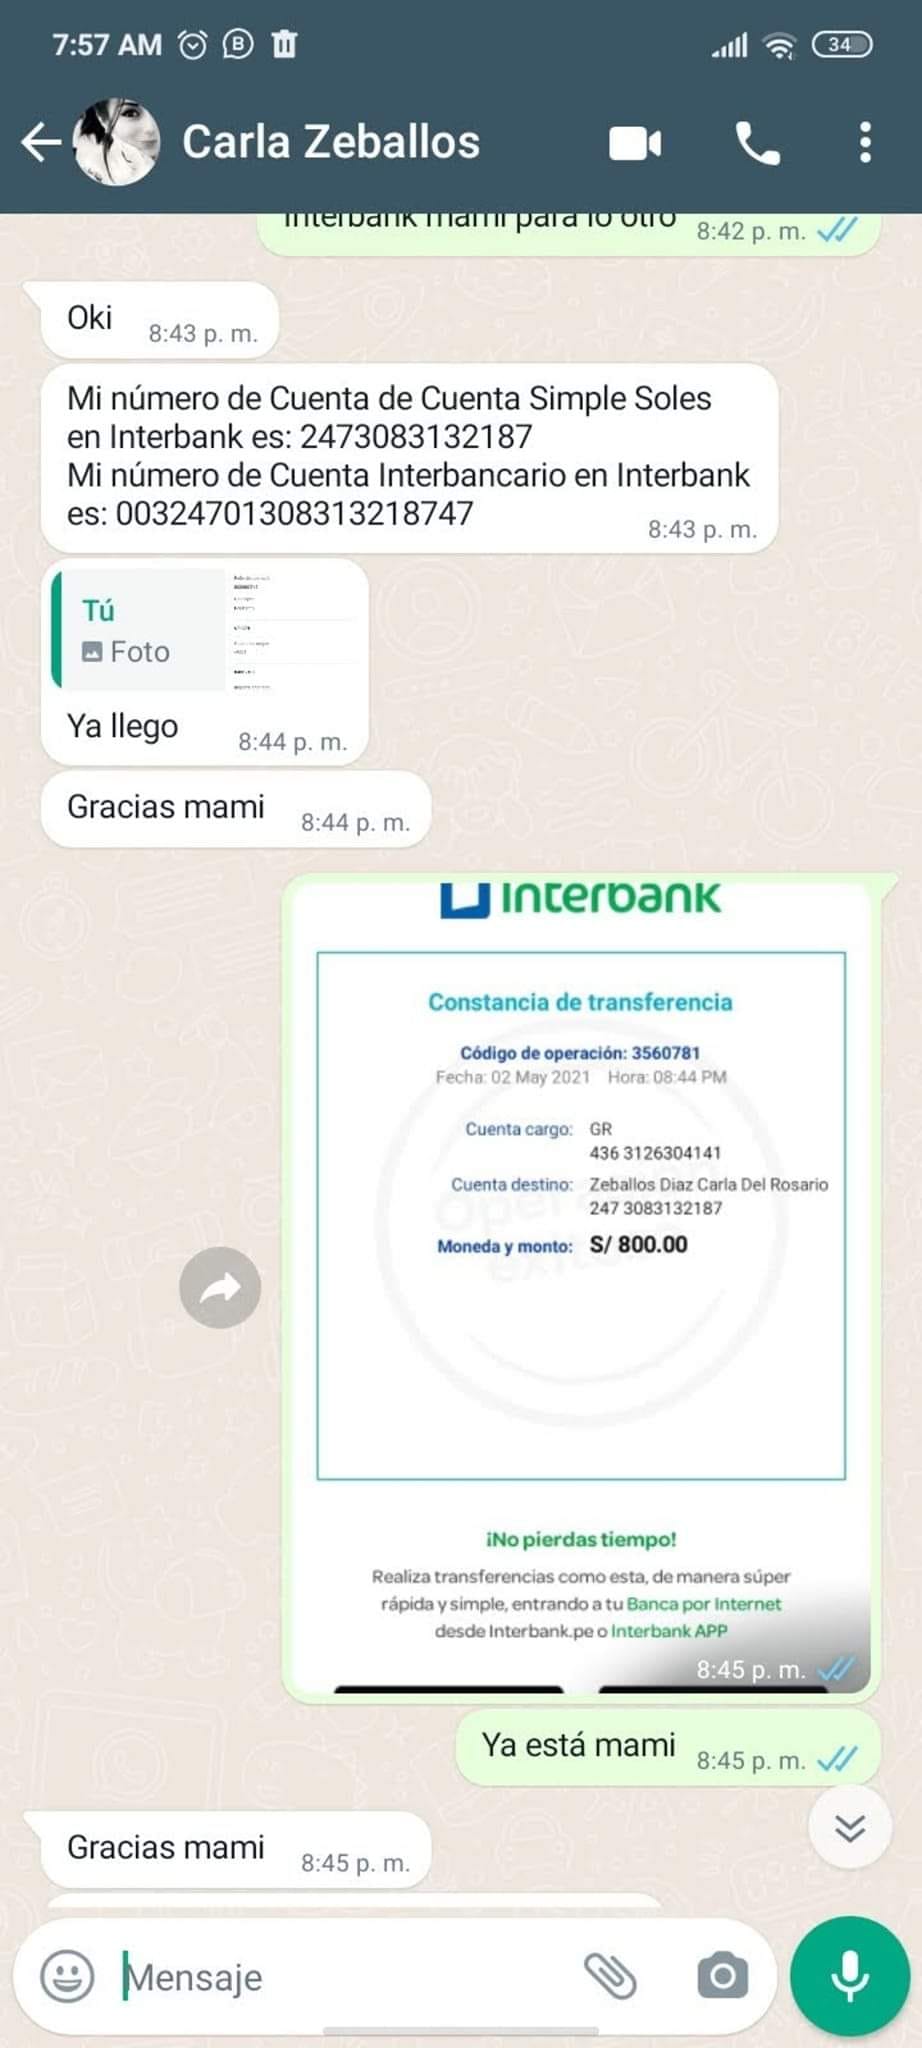 7:57 AM
34
Carla Zeballos
Interbank mami para lo otro
8:42 p. m.
Oki
8:43 p. m.
Mi número de Cuenta de Cuenta Simple Soles
en Interbank es: 2473083132187
Mi número de Cuenta Interbancario en Interbank
es: 00324701308313218747
8:43 p. m.
Tú
Foto
Ya llego
8:44 p. m.
Gracias mami
8:44 p. m.
Interbank
Constancia de transferencia
Código de operación: 3560781
Fecha: 02 May 2021 Hora: 08:44 PM
Cuenta cargo: GR
436 3126304141
Cuenta destino: Zeballos Diaz Carla Del Rosario
247 3083132187
Moneda y monto: S/ 800.00
¡No pierdas tiempo!
Realiza transferencias como esta, de manera súper
rápida y simple, entrando a tu Banca por Internet
desde Interbank.pe o Interbank APP
8:45 p. m.
Ya está mami
8:45 p. m.
Gracias mami
8:45 p. m.
Mensaje